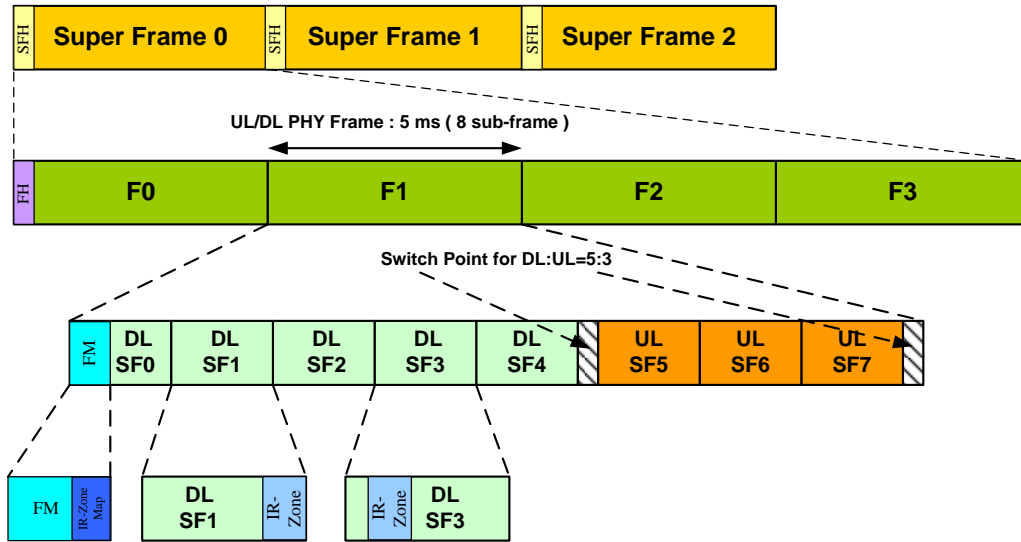 SFH
Super Frame 0
SFH
Super Frame 1
SFH
Super Frame 2
UL/DL PHY Frame : 5 ms ( 8 sub-frame )
FH
F0
F1
F2
F3
Switch Point for DL:UL=5:3
FM
DL
SF0
DL
SF1
DL
SF2
DL
SF3
DL
SF4
UL
SF5
UL
SF6
UL
SF7
FM
IR-Zone
Map
DL
SF1
IR-
Zone
IR-
Zone
DL
SF3